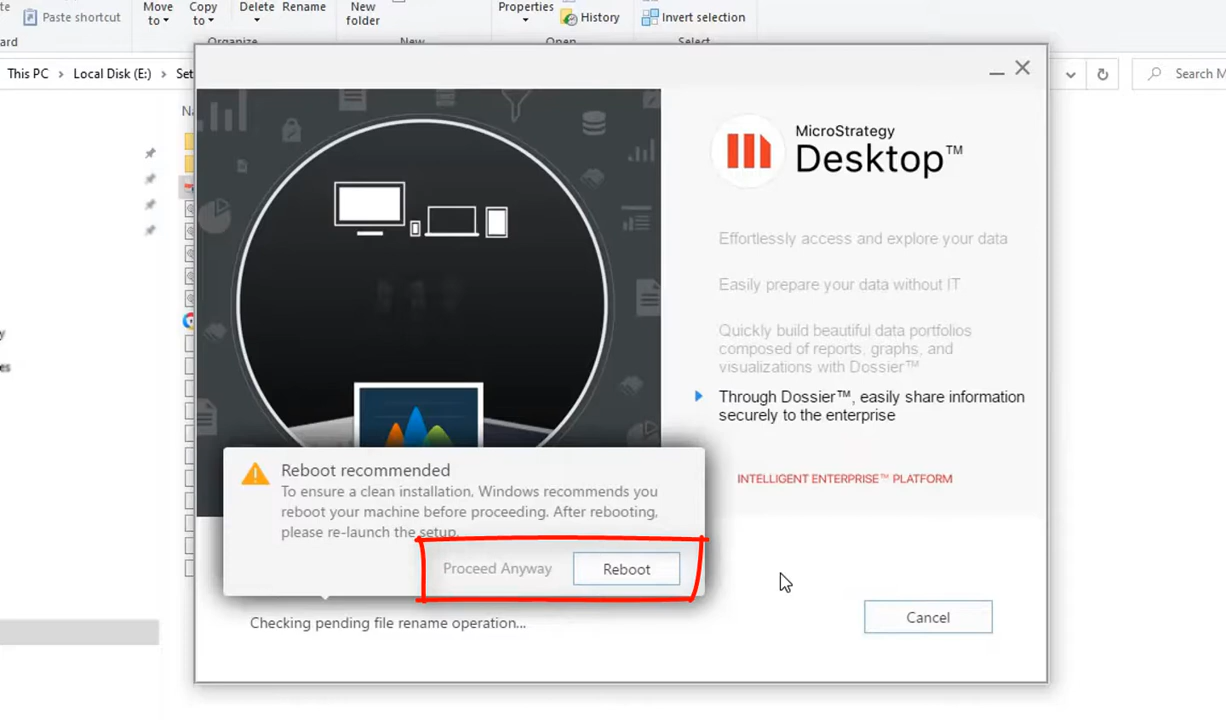 Move
to
Copy
to
Delete
Rename
New
folder
Properties
History
Invert selection
Paste shortcut
Organize
New
Open
Select
This PC
Local Disk (E:)
Set
Search M
MicroStrategy
Desktop™
Effortlessly access and explore your data
Easily prepare your data without IT
Quickly build beautiful data portfolios
composed of reports, graphs, and
visualizations with Dossier™
Through Dossier™, easily share information
securely to the enterprise
INTELLIGENT ENTERPRISE™ PLATFORM
Reboot recommended
To ensure a clean installation, Windows recommends you
reboot your machine before proceeding. After rebooting,
please re-launch the setup.
Proceed Anyway
Reboot
Checking pending file rename operation...
Cancel